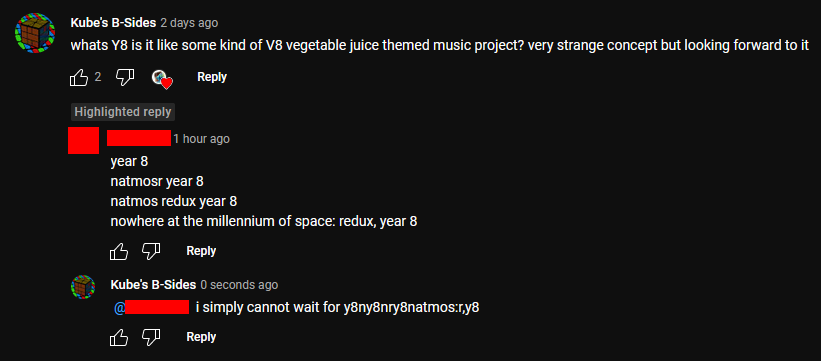 Kube's B-Sides 2 days ago
whats Y8 is it like some kind of V8 vegetable juice themed music project? very strange concept but looking forward to it
2 Reply
Highlighted reply
1 hour ago
year 8
natmosr year 8
natmos redux year 8
nowhere at the millennium of space: redux, year 8
Reply
Kube's B-Sides 0 seconds ago
@ i simply cannot wait for y8ny8nry8natmos:r,y8
Reply